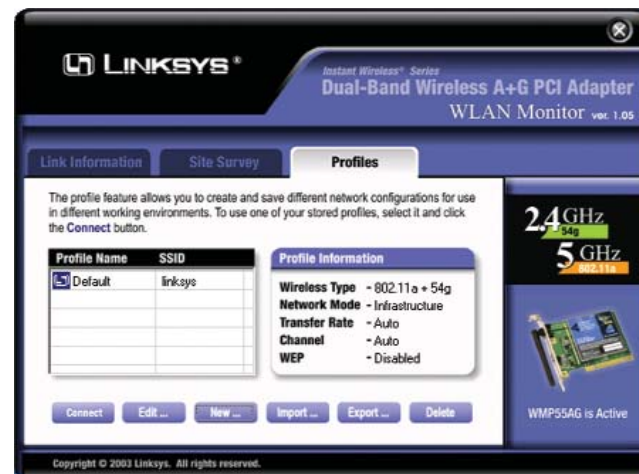 LINKSYS®
Instant Wireless® Series
Dual-Band Wireless A+G PCI Adapter
WLAN Monitor ver. 1.05
Link Information
Site Survey
Profiles
The profile feature allows you to create and save different network configurations for use
in different working environments. To use one of your stored profiles, select it and click
the Connect button.
Profile Name SSID
Default linksys
Profile Information
Wireless Type - 802.11a + 54g
Network Mode - Infrastructure
Transfer Rate - Auto
Channel - Auto
WEP - Disabled
2.4GHz
54g
5 GHz
802.11a
Connect
Edit ...
New ...
Import ...
Export ...
Delete
WMP55AG is Active
Copyright © 2003 Linksys. All rights reserved.